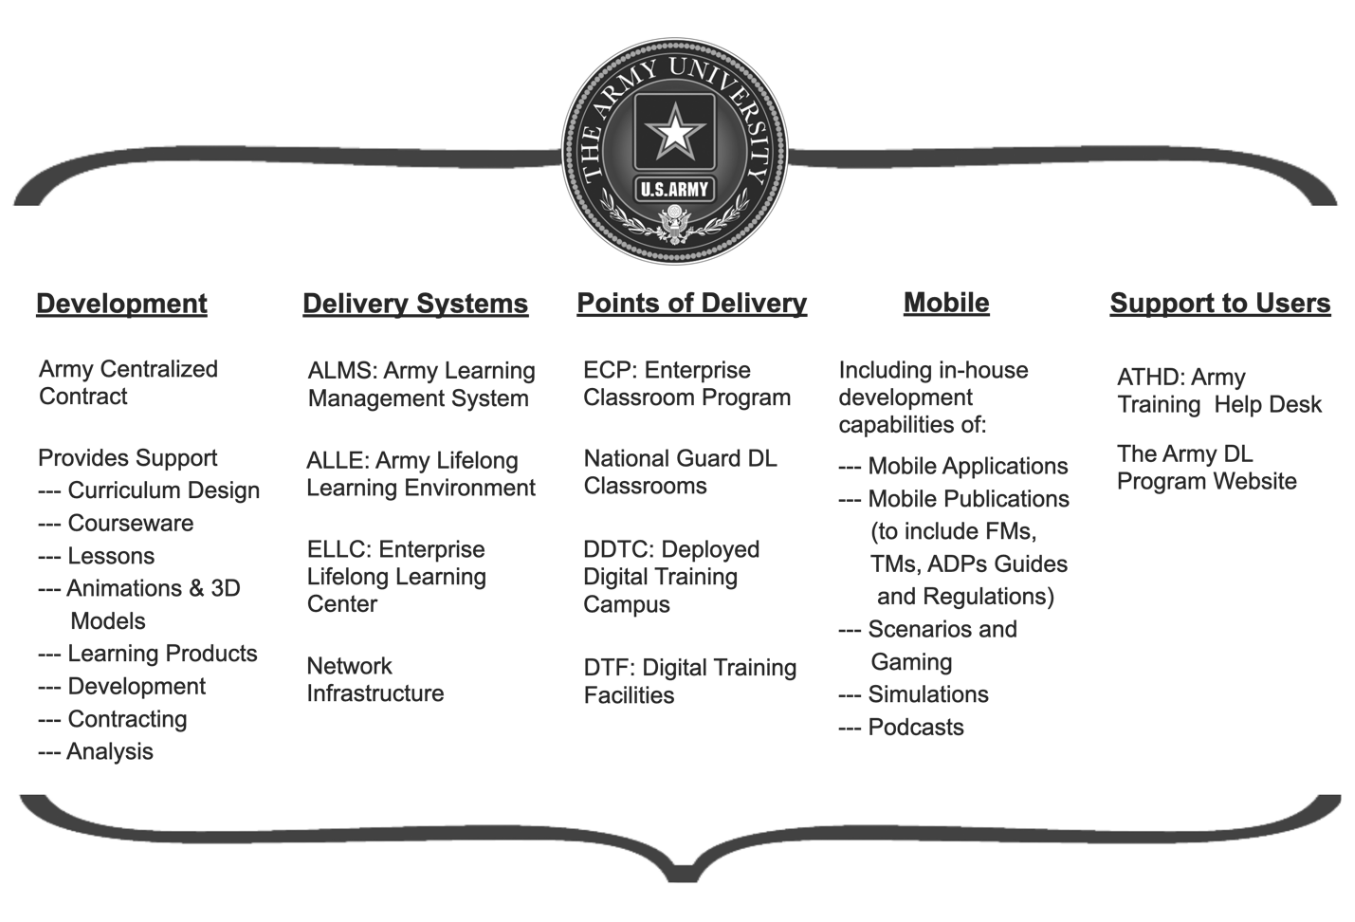 THE ARMY UNIVERSITY
U.S.ARMY
Development
Army Centralized
Contract
Provides Support
--- Curriculum Design
--- Courseware
--- Lessons
--- Animations & 3D
Models
--- Learning Products
--- Development
--- Contracting
--- Analysis
Delivery Systems
ALMS: Army Learning
Management System
ALLE: Army Lifelong
Learning Environment
ELLC: Enterprise
Lifelong Learning
Center
Network
Infrastructure
Points of Delivery
ECP: Enterprise
Classroom Program
National Guard DL
Classrooms
DDTC: Deployed
Digital Training
Campus
DTF: Digital Training
Facilities
Mobile
Including in-house
development
capabilities of:
--- Mobile Applications
--- Mobile Publications
(to include FMs,
TMs, ADPs Guides
and Regulations)
--- Scenarios and
Gaming
--- Simulations
--- Podcasts
Support to Users
ATHD: Army
Training  Help Desk
The Army DL
Program Website